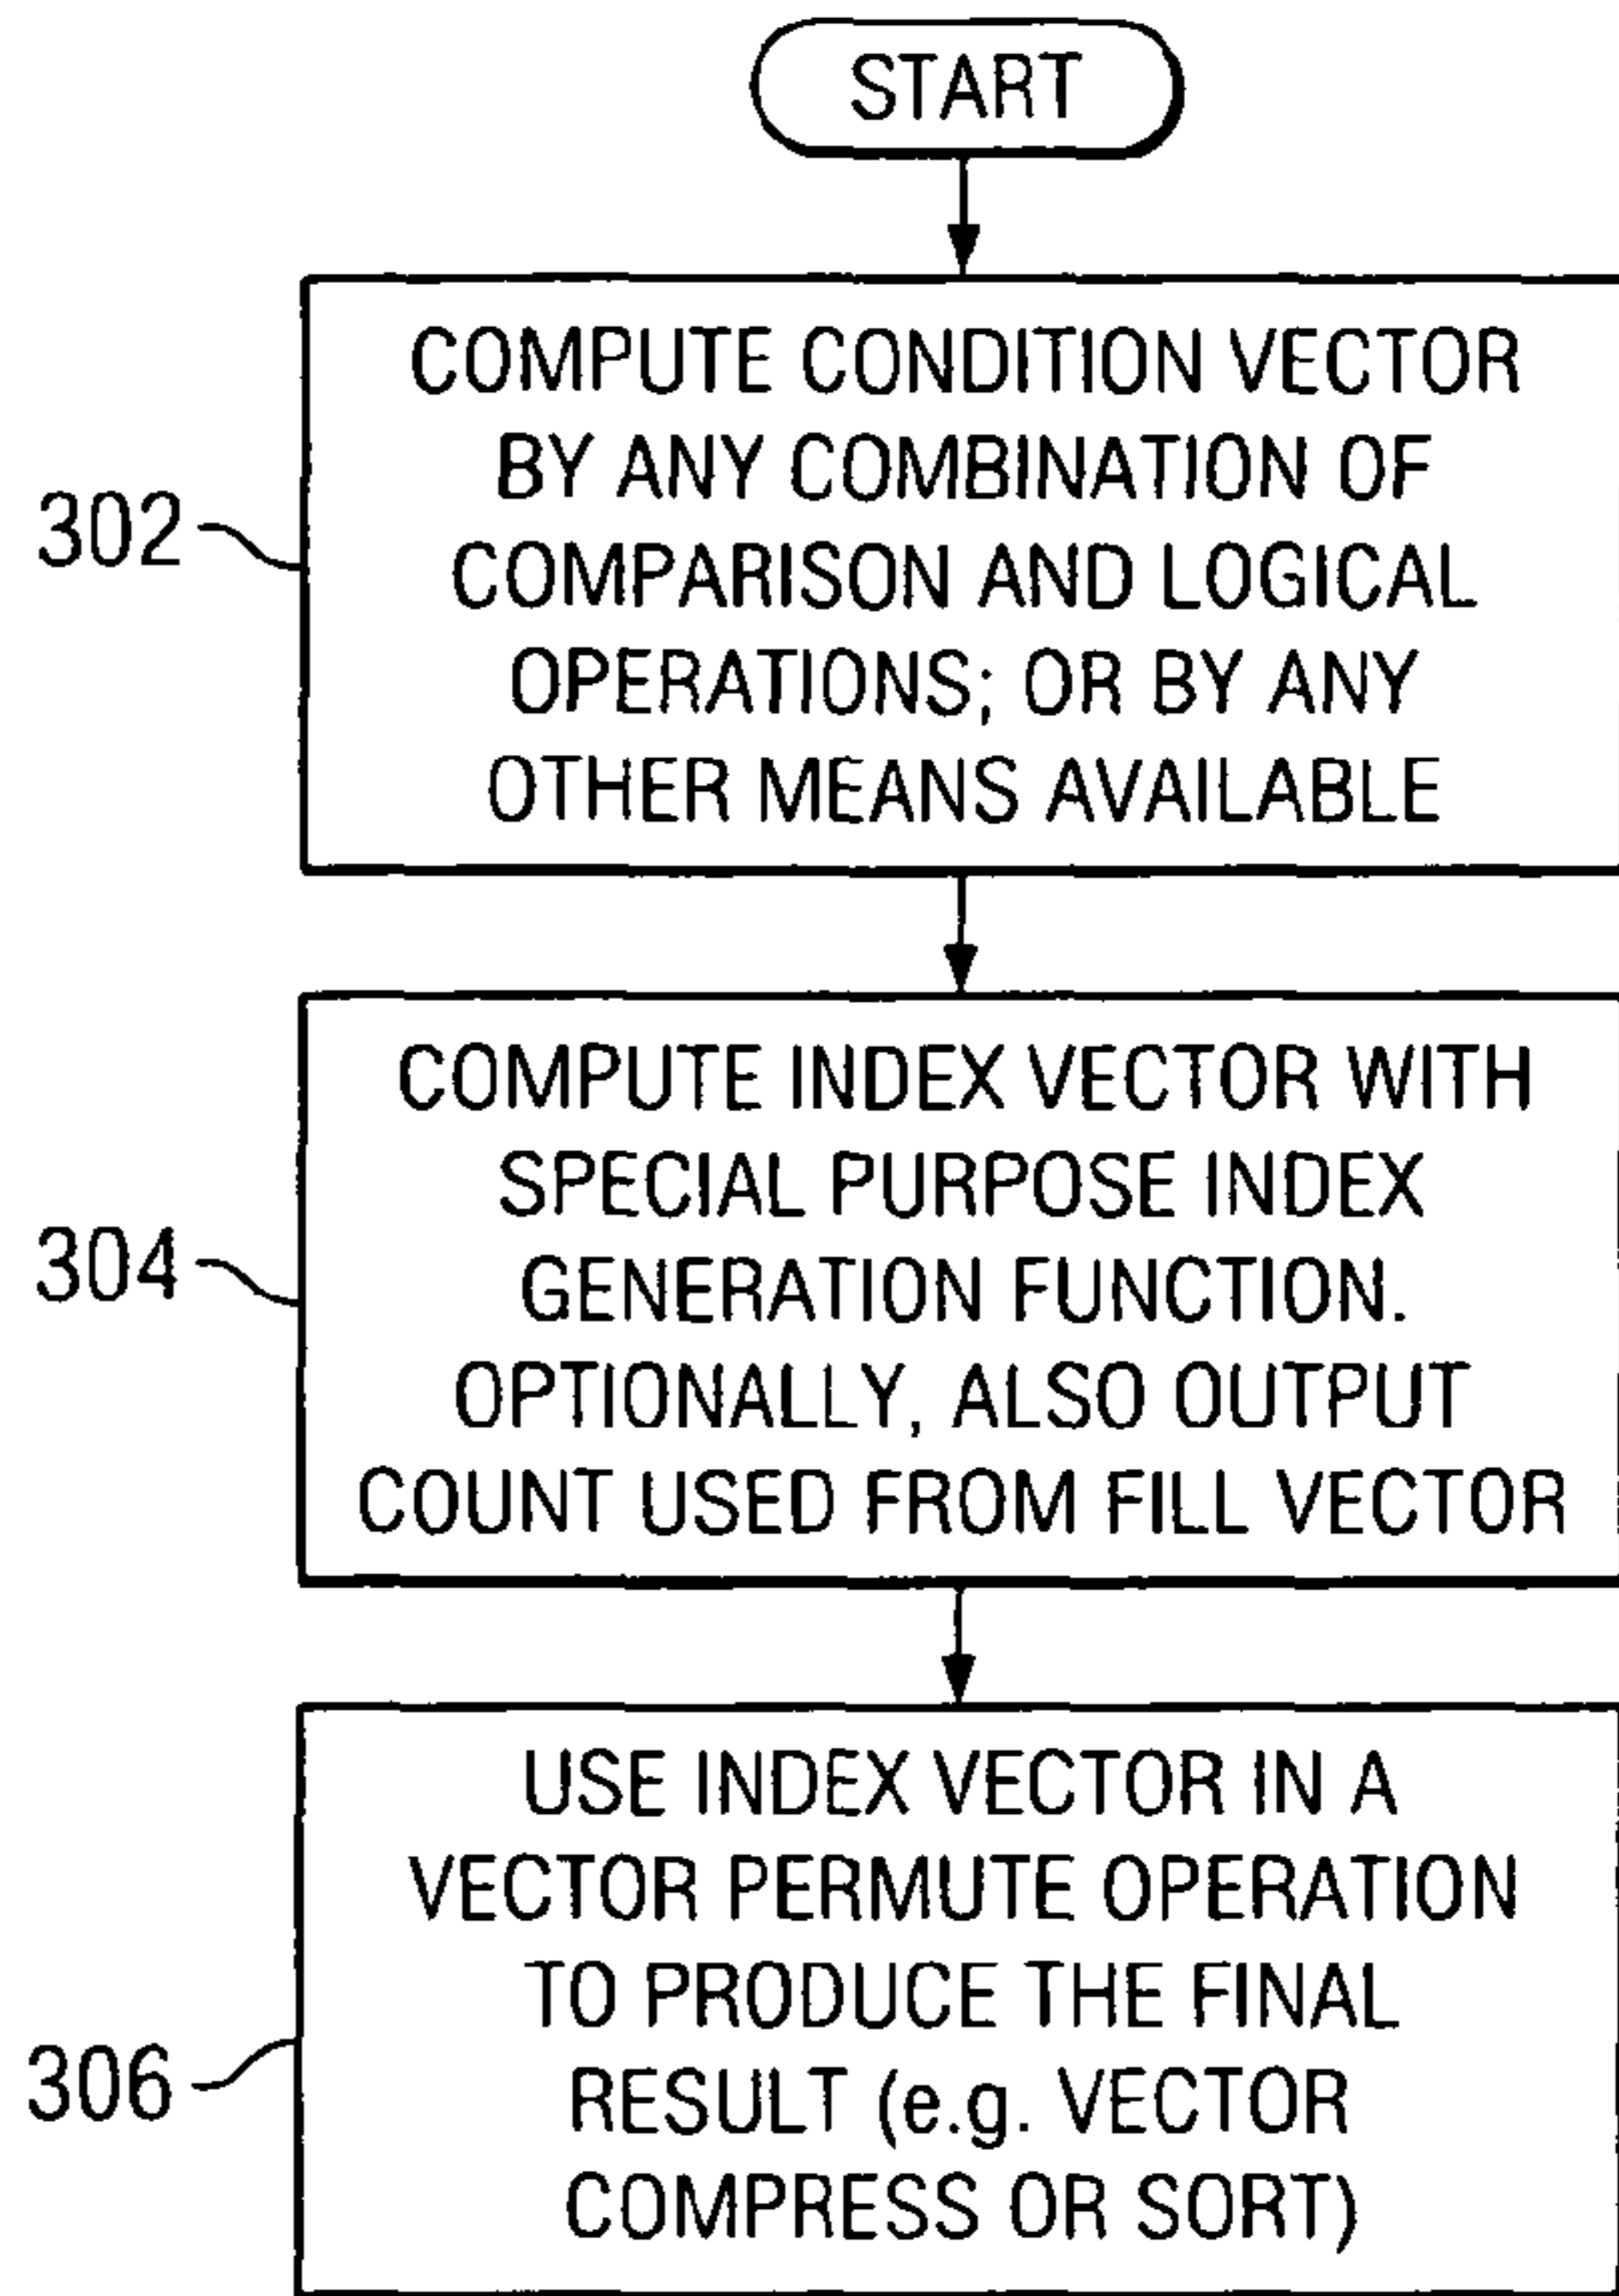 START
302
COMPUTE CONDITION VECTOR
BY ANY COMBINATION OF
COMPARISON AND LOGICAL
OPERATIONS; OR BY ANY
OTHER MEANS AVAILABLE
304
COMPUTE INDEX VECTOR WITH
SPECIAL PURPOSE INDEX
GENERATION FUNCTION.
OPTIONALLY, ALSO OUTPUT
COUNT USED FROM FILL VECTOR
306
USE INDEX VECTOR IN A
VECTOR PERMUTE OPERATION
TO PRODUCE THE FINAL
RESULT (e.g. VECTOR
COMPRESS OR SORT)